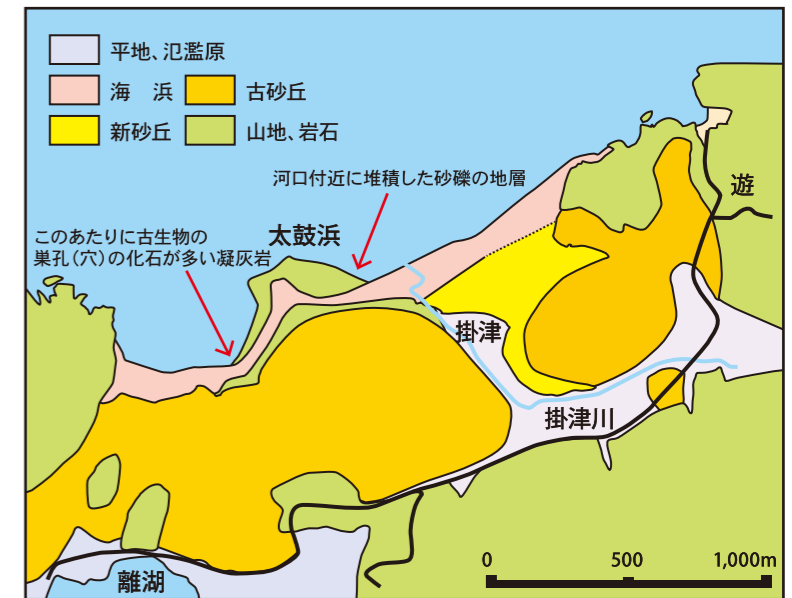 平地、氾濫原
海　浜
古砂丘
新砂丘
山地、岩石
河口付近に堆積した砂礫の地層
遊
このあたりに古生物の
巣孔（穴）の化石が多い凝灰岩
太鼓浜
掛津
掛津川
離湖
0 500 1,000m